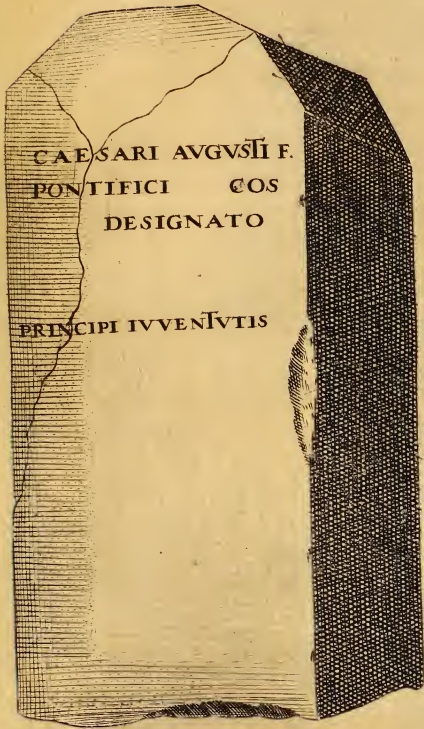 CAESARI AVGVSTI F.
PONTIFICI COS
DESIGNATO
PRINCIPI IVVENTVTIS